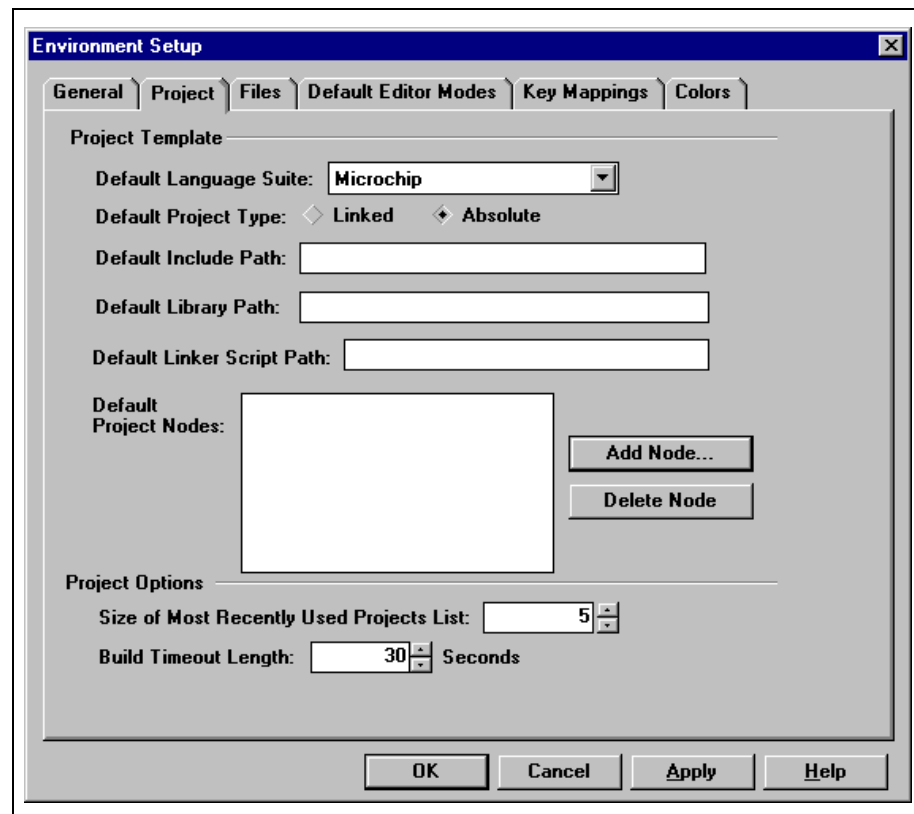 Environment Setup
General Project Files Default Editor Modes Key Mappings Colors
Project Template
Default Language Suite: Microchip
Default Project Type: Linked Absolute
Default Include Path:
Default Library Path:
Default Linker Script Path:
Default
Project Nodes:
Add Node...
Delete Node
Project Options
Size of Most Recently Used Projects List: 5
Build Timeout Length: 30 Seconds
OK Cancel Apply Help